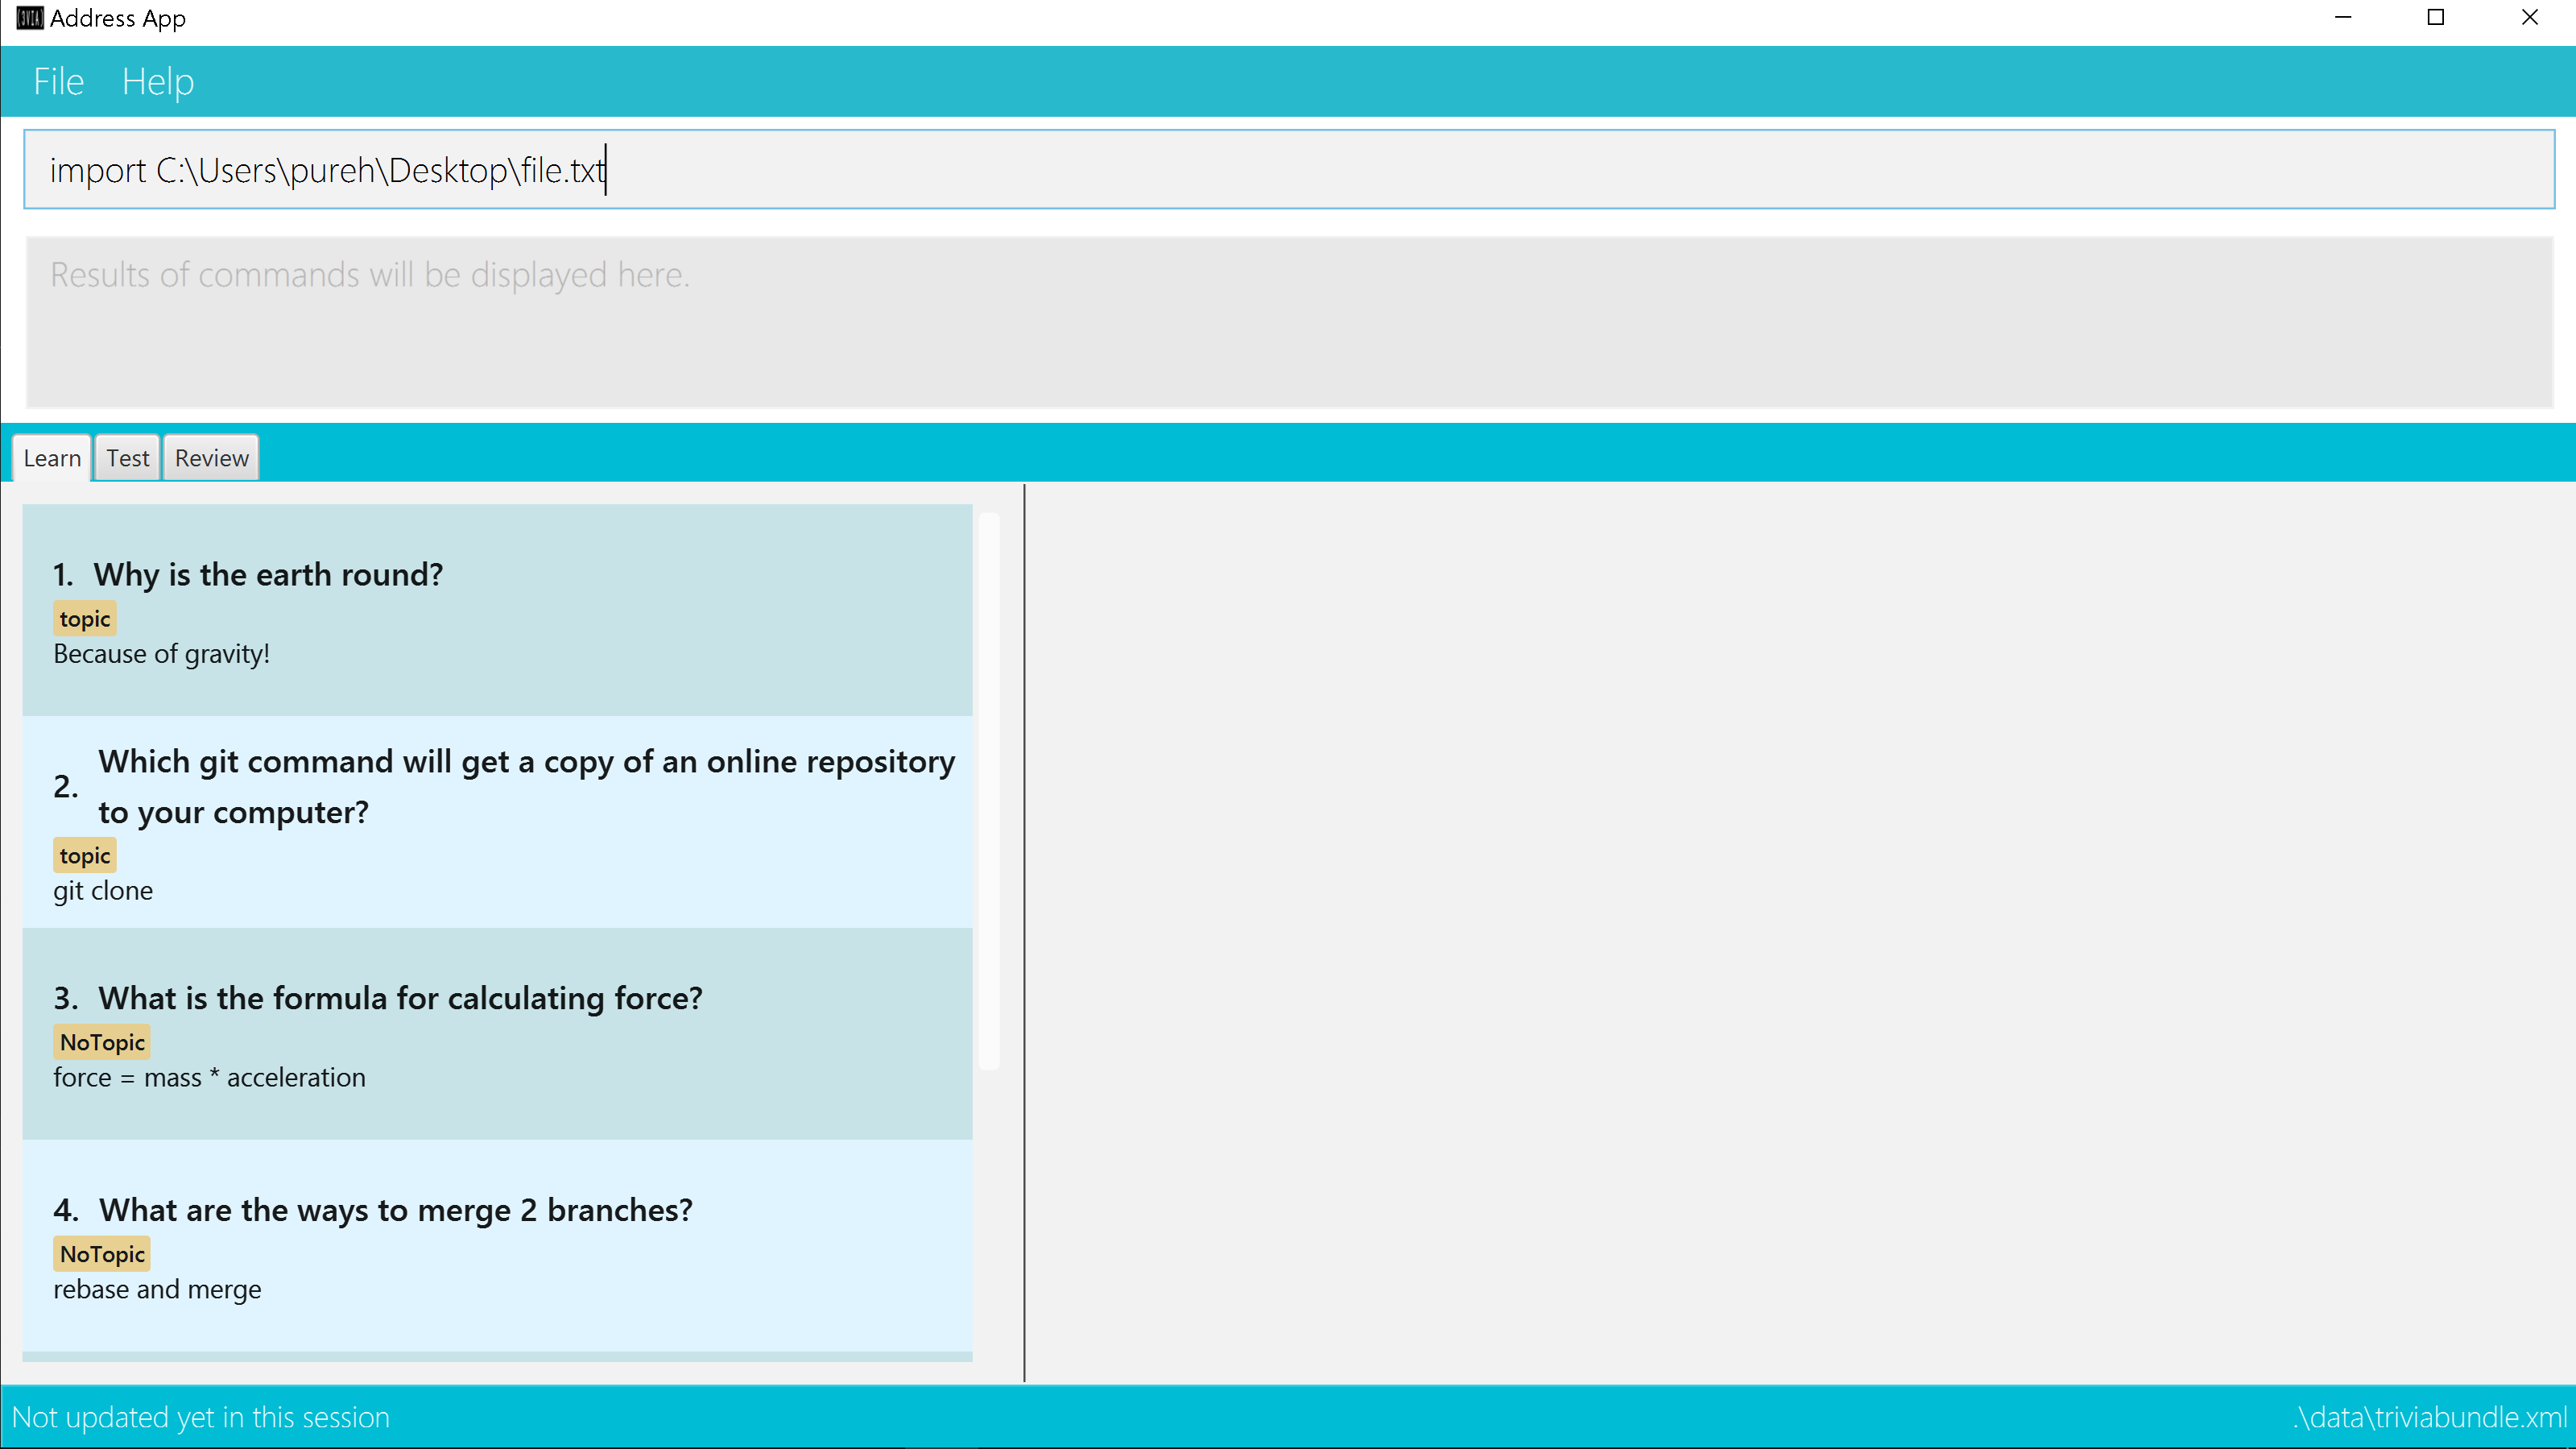 (3VIA) Address App
File Help
import C:\Users\pureh\Desktop\file.txt
Results of commands will be displayed here.
Learn Test Review
1. Why is the earth round?
topic
Because of gravity!
2. Which git command will get a copy of an online repository
to your computer?
topic
git clone
3. What is the formula for calculating force?
NoTopic
force = mass * acceleration
4. What are the ways to merge 2 branches?
NoTopic
rebase and merge
Not updated yet in this session .\data\triviabundle.xml